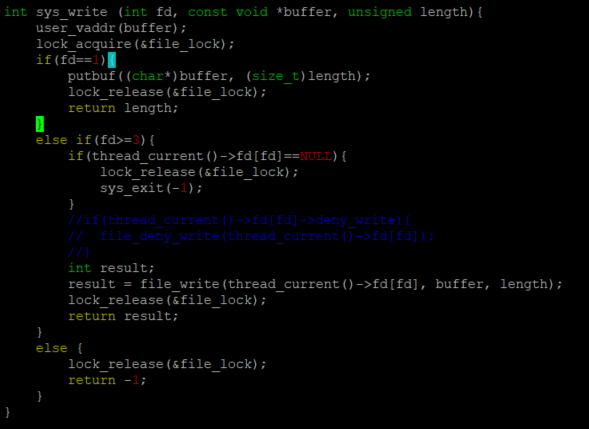 int sys_write (int fd, const void *buffer, unsigned length){
    user_vaddr(buffer);
    lock_acquire(&file_lock);
    if(fd==1){
        putbuf((char*)buffer, (size_t)length);
        lock_release(&file_lock);
        return length;
    }
    else if(fd>=3){
        if(thread_current()->fd[fd]==NULL){
            lock_release(&file_lock);
            sys_exit(-1);
        }
        //if(thread_current()->fd[fd]->deny_write){
        //  file_deny_write(thread_current()->fd[fd]);
        //}
        int result;
        result = file_write(thread_current()->fd[fd], buffer, length);
        lock_release(&file_lock);
        return result;
    }
    else {
        lock_release(&file_lock);
        return -1;
    }
}